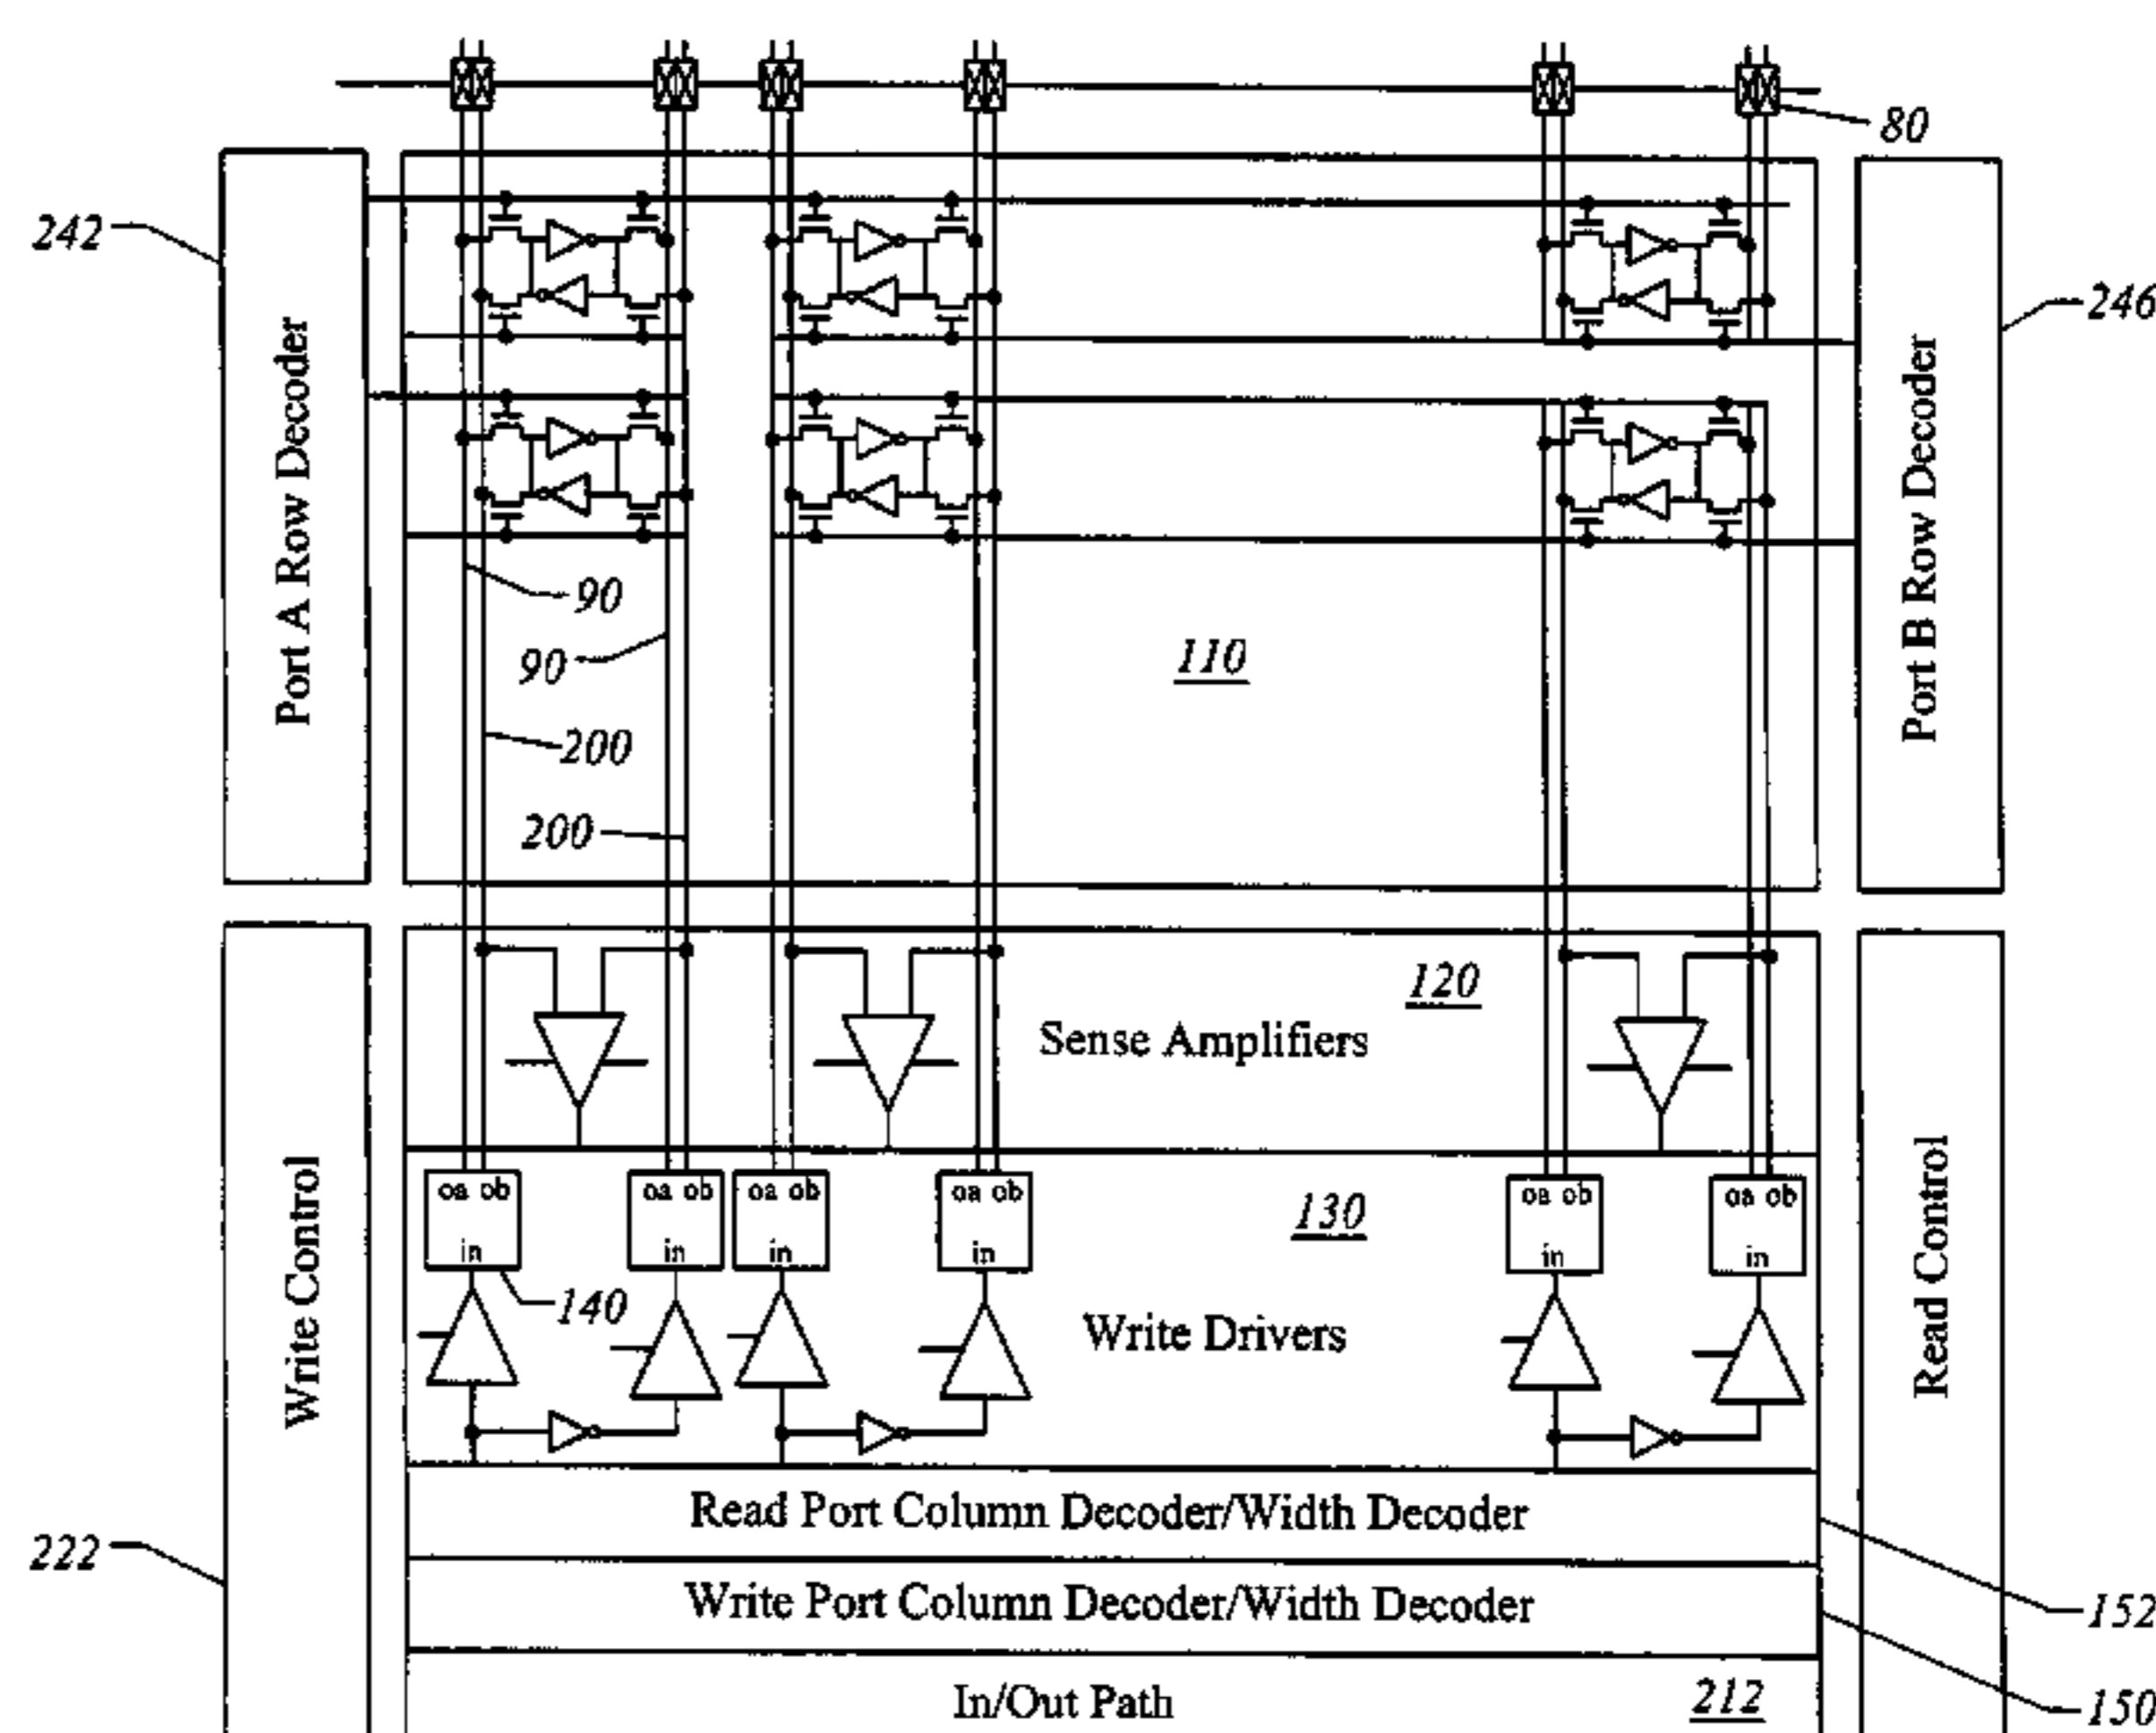 80
242
246
Port A Row Decoder
Port B Row Decoder
90
90
110
200
200
120
Sense Amplifiers
oa ob
oa ob
oa ob
oa ob
oa ob
oa ob
130
in
in
in
in
in
in
140
Write Control
Write Drivers
Read Control
Read Port Column Decoder/Width Decoder
222
Write Port Column Decoder/Width Decoder
152
In/Out Path
212
150